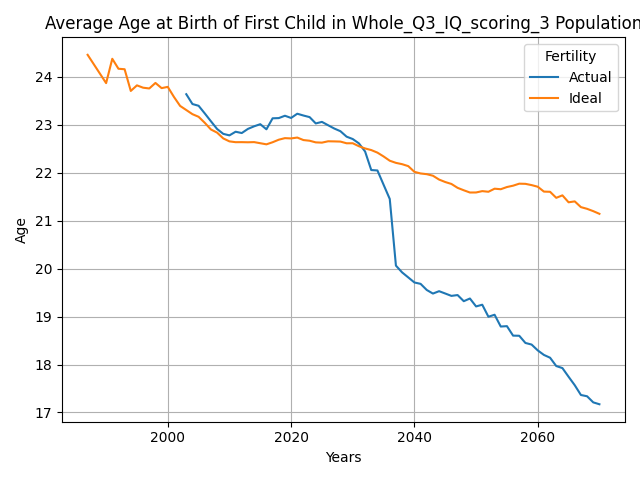 Average Age at Birth of First Child in Whole_Q3_IQ_scoring_3 Population
Fertility
Actual
Ideal
Age
24
23
22
21
20
19
18
17
2000
2020
2040
2060
Years